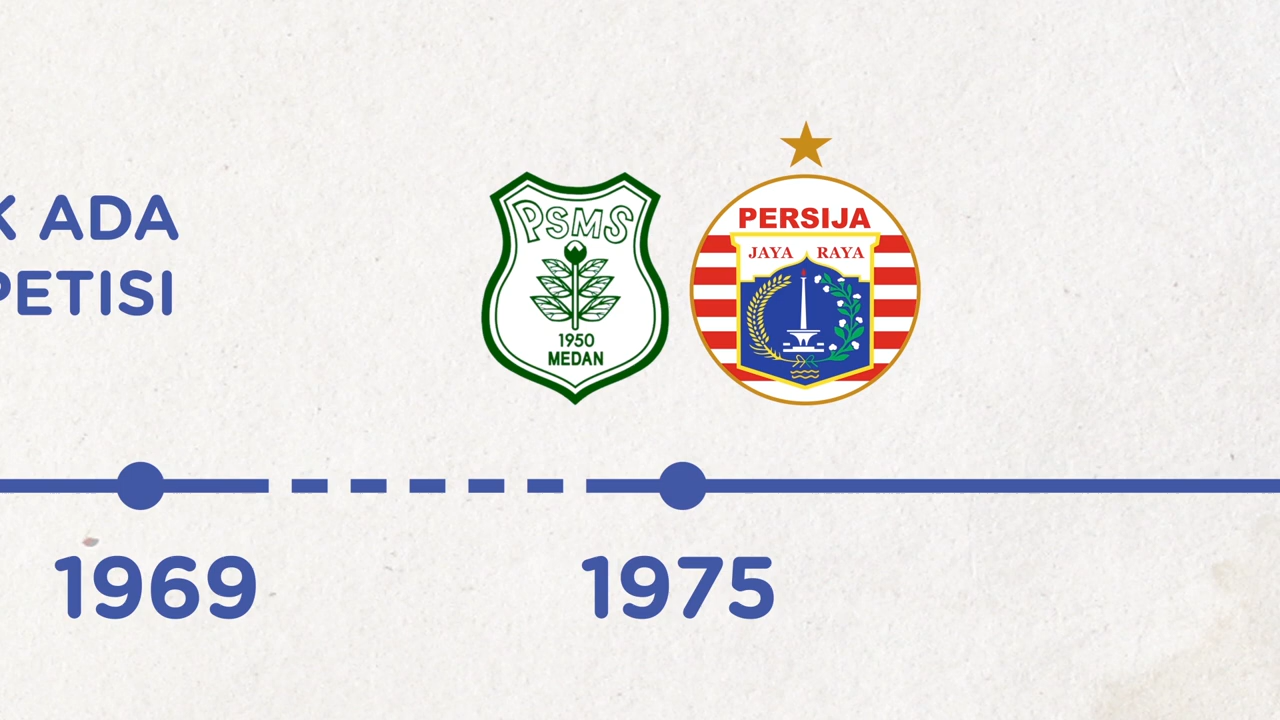 K ADA
PETISI
PSMS
1950
MEDAN
PERSIJA
JAYA RAYA
1969
1975